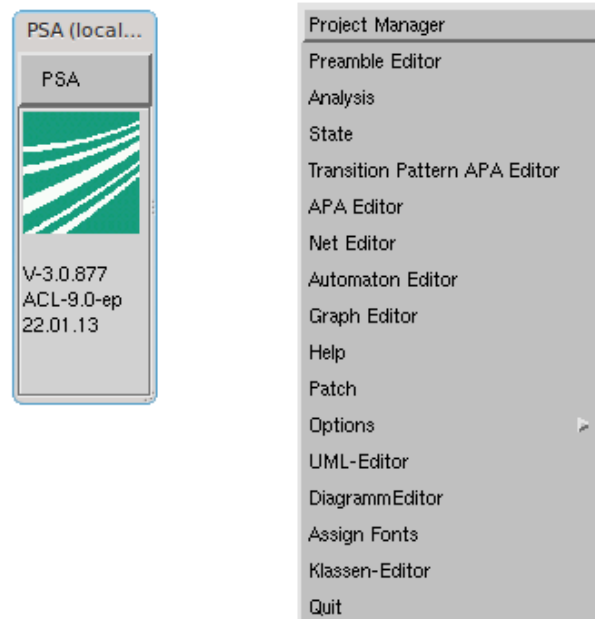 PSA (local...
PSA
V-3.0.877
ACL-9.0-ep
22.01.13
Project Manager
Preamble Editor
Analysis
State
Transition Pattern APA Editor
APA Editor
Net Editor
Automaton Editor
Graph Editor
Help
Patch
Options
UML-Editor
DiagrammEditor
Assign Fonts
Klassen-Editor
Quit